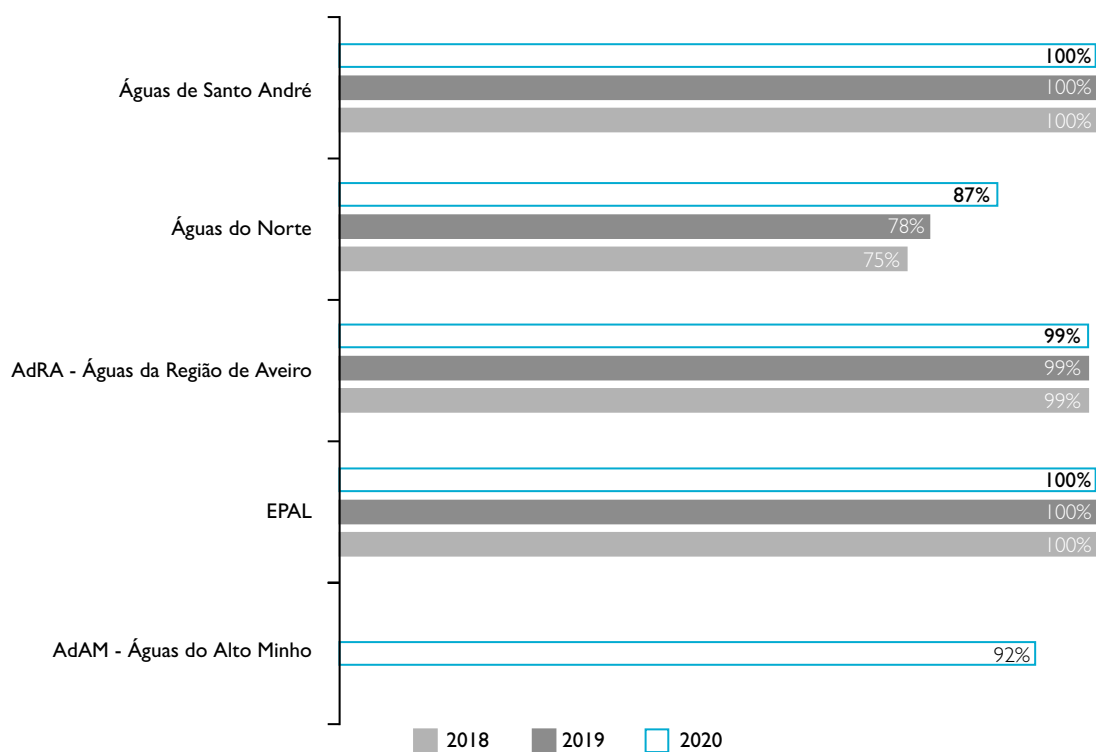 100%
Águas de Santo André
100%
100%
87%
Águas do Norte
78%
75%
99%
AdRA - Águas da Região de Aveiro
99%
99%
100%
EPAL
100%
100%
AdAM - Águas do Alto Minho
92%
2018 2019 2020